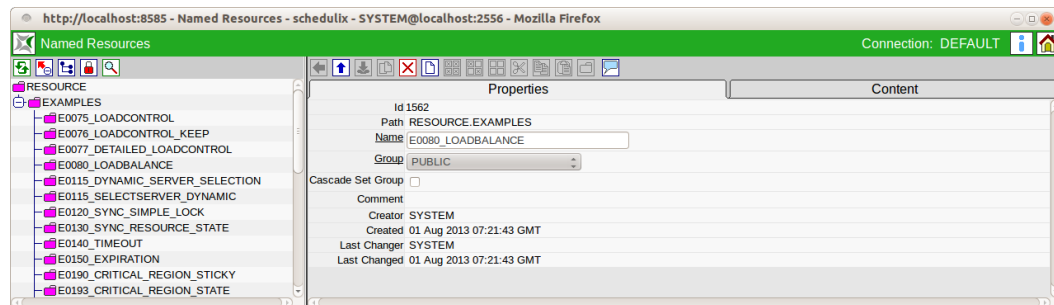 http://localhost:8585 - Named Resources - schedulix - SYSTEM@localhost:2556 - Mozilla Firefox
Named Resources
Connection: DEFAULT
RESOURCE
EXAMPLES
E0075_LOADCONTROL
E0076_LOADCONTROL_KEEP
E0077_DETAILED_LOADCONTROL
E0080_LOADBALANCE
E0115_DYNAMIC_SERVER_SELECTION
E0115_SELECTSERVER_DYNAMIC
E0120_SYNC_SIMPLE_LOCK
E0130_SYNC_RESOURCE_STATE
E0140_TIMEOUT
E0150_EXPIRATION
E0190_CRITICAL_REGION_STICKY
E0193_CRITICAL_REGION_STATE
Properties
Content
Id 1562
Path RESOURCE.EXAMPLES
Name E0080_LOADBALANCE
Group PUBLIC
Cascade Set Group
Comment
Creator SYSTEM
Created 01 Aug 2013 07:21:43 GMT
Last Changer SYSTEM
Last Changed 01 Aug 2013 07:21:43 GMT